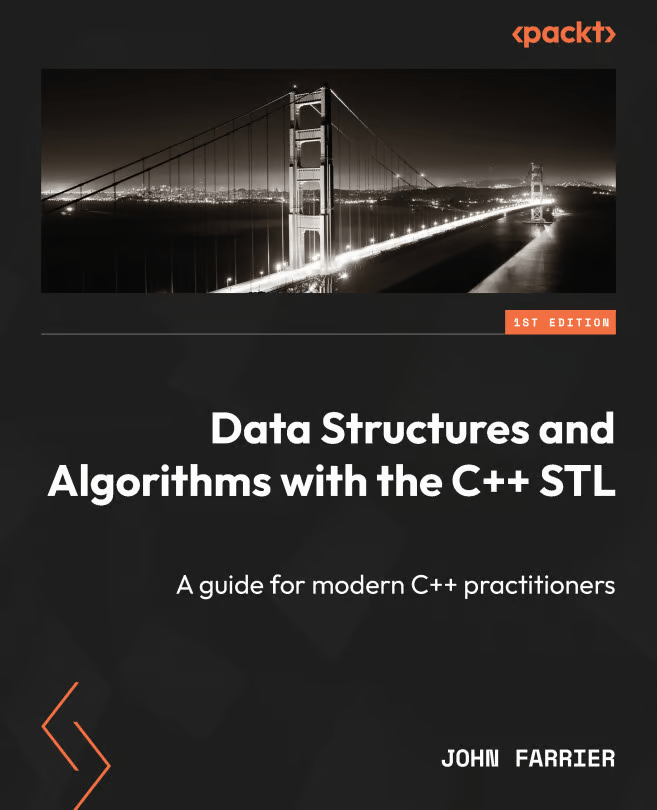 <packt>
1ST EDITION
Data Structures and
Algorithms with the C++ STL
A guide for modern C++ practitioners
JOHN FARRIER